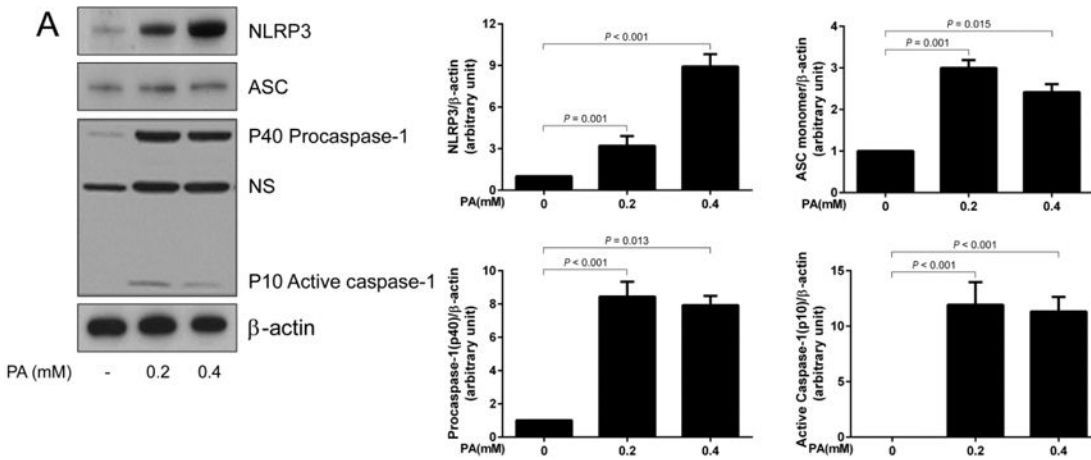 A
NLRP3
ASC
P40 Procaspase-1
NS
P10 Active caspase-1
β-actin
PA (mM) - 0.2 0.4
NLRP3/β-actin
(arbitrary unit)
12
9
6
3
0
P < 0.001
P = 0.001
PA(mM) 0 0.2 0.4
ASC monomer/β-actin
(arbitrary unit)
4
3
2
1
0
P = 0.015
P = 0.001
PA(mM) 0 0.2 0.4
Procaspase-1(p40)/β-actin
(arbitrary unit)
10
8
6
4
2
0
P = 0.013
P < 0.001
PA(mM) 0 0.2 0.4
Active Caspase-1(p10)/β-actin
(arbitrary unit)
15
10
5
0
P < 0.001
P < 0.001
PA(mM) 0 0.2 0.4